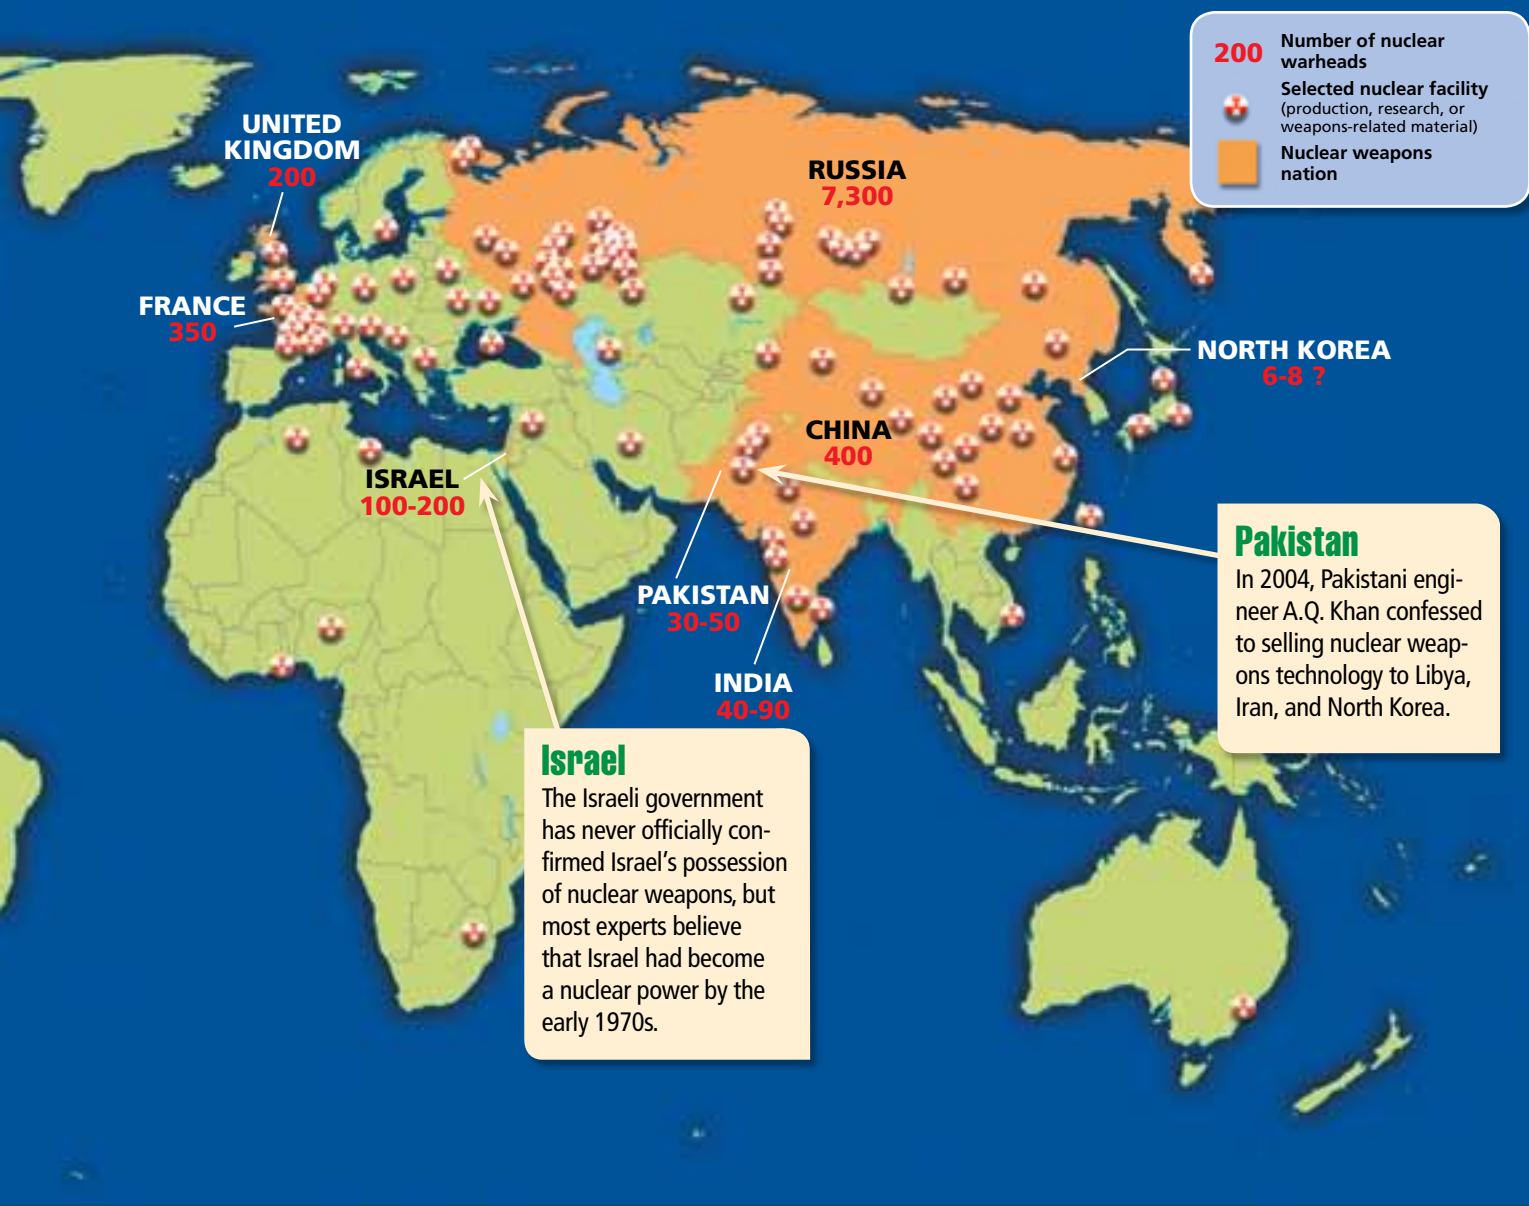 200
Number of nuclear
warheads
Selected nuclear facility
(production, research, or
weapons-related material)
Nuclear weapons
nation
UNITED
KINGDOM
200
RUSSIA
7,300
FRANCE
350
NORTH KOREA
6-8 ?
CHINA
400
ISRAEL
100-200
PAKISTAN
30-50
INDIA
40-90
Pakistan
In 2004, Pakistani engi-
neer A.Q. Khan confessed
to selling nuclear weap-
ons technology to Libya,
Iran, and North Korea.
Israel
The Israeli government
has never officially con-
firmed Israel's possession
of nuclear weapons, but
most experts believe
that Israel had become
a nuclear power by the
early 1970s.